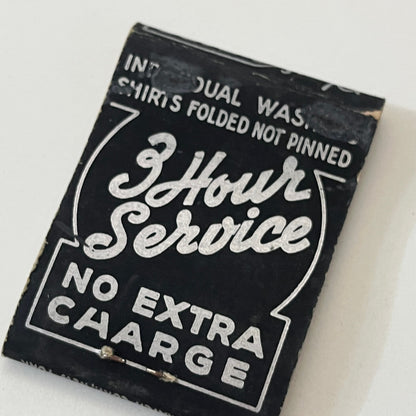 SHIRTS FOLDED NOT PINNED
3 Hour
Service
NO EXTRA
CHARGE